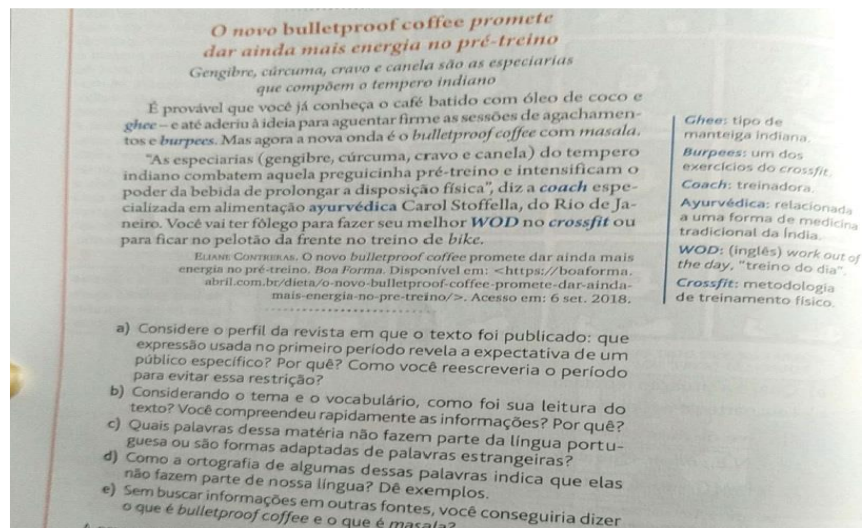 O novo bulletproof coffee promete
dar ainda mais energia no pré-treino
Gengibre, cúrcuma, cravo e canela são as especiarias
que compõem o tempero indiano
É provável que você já conheça o café batido com óleo de coco e
ghee – e até aderiu à ideia para aguentar firme as sessões de agachamen-
tos e burpees. Mas agora a nova onda é o bulletproof coffee com masala.
"As especiarias (gengibre, cúrcuma, cravo e canela) do tempero
indiano combatem aquela preguicinha pré-treino e intensificam o
poder da bebida de prolongar a disposição física", diz a coach espe-
cializada em alimentação ayurvédica Carol Stoffella, do Rio de Ja-
neiro. Você vai ter fôlego para fazer seu melhor WOD no crossfit ou
para ficar no pelotão da frente no treino de bike.
ELIANE CONTRERAS. O novo bulletproof coffee promete dar ainda mais
energia no pré-treino. Boa Forma. Disponível em: <https://boaforma.
abril.com.br/dieta/o-novo-bulletproof-coffee-promete-dar-ainda-
mais-energia-no-pre-treino/>. Acesso em: 6 set. 2018.
Ghee: tipo de
manteiga indiana.
Burpees: um dos
exercícios do crossfit.
Coach: treinadora.
Ayurvédica: relacionada
a uma forma de medicina
tradicional da Índia.
WOD: (inglês) work out of
the day, "treino do dia".
Crossfit: metodologia
de treinamento físico.
a) Considere o perfil da revista em que o texto foi publicado: que
expressão usada no primeiro período revela a expectativa de um
público específico? Por quê? Como você reescreveria o período
para evitar essa restrição?
b) Considerando o tema e o vocabulário, como foi sua leitura do
texto? Você compreendeu rapidamente as informações? Por quê?
c) Quais palavras dessa matéria não fazem parte da língua portu-
guesa ou são formas adaptadas de palavras estrangeiras?
d) Como a ortografia de algumas dessas palavras indica que elas
não fazem parte de nossa língua? Dê exemplos.
e) Sem buscar informações em outras fontes, você conseguiria dizer
o que é bulletproof coffee e o que é masala?